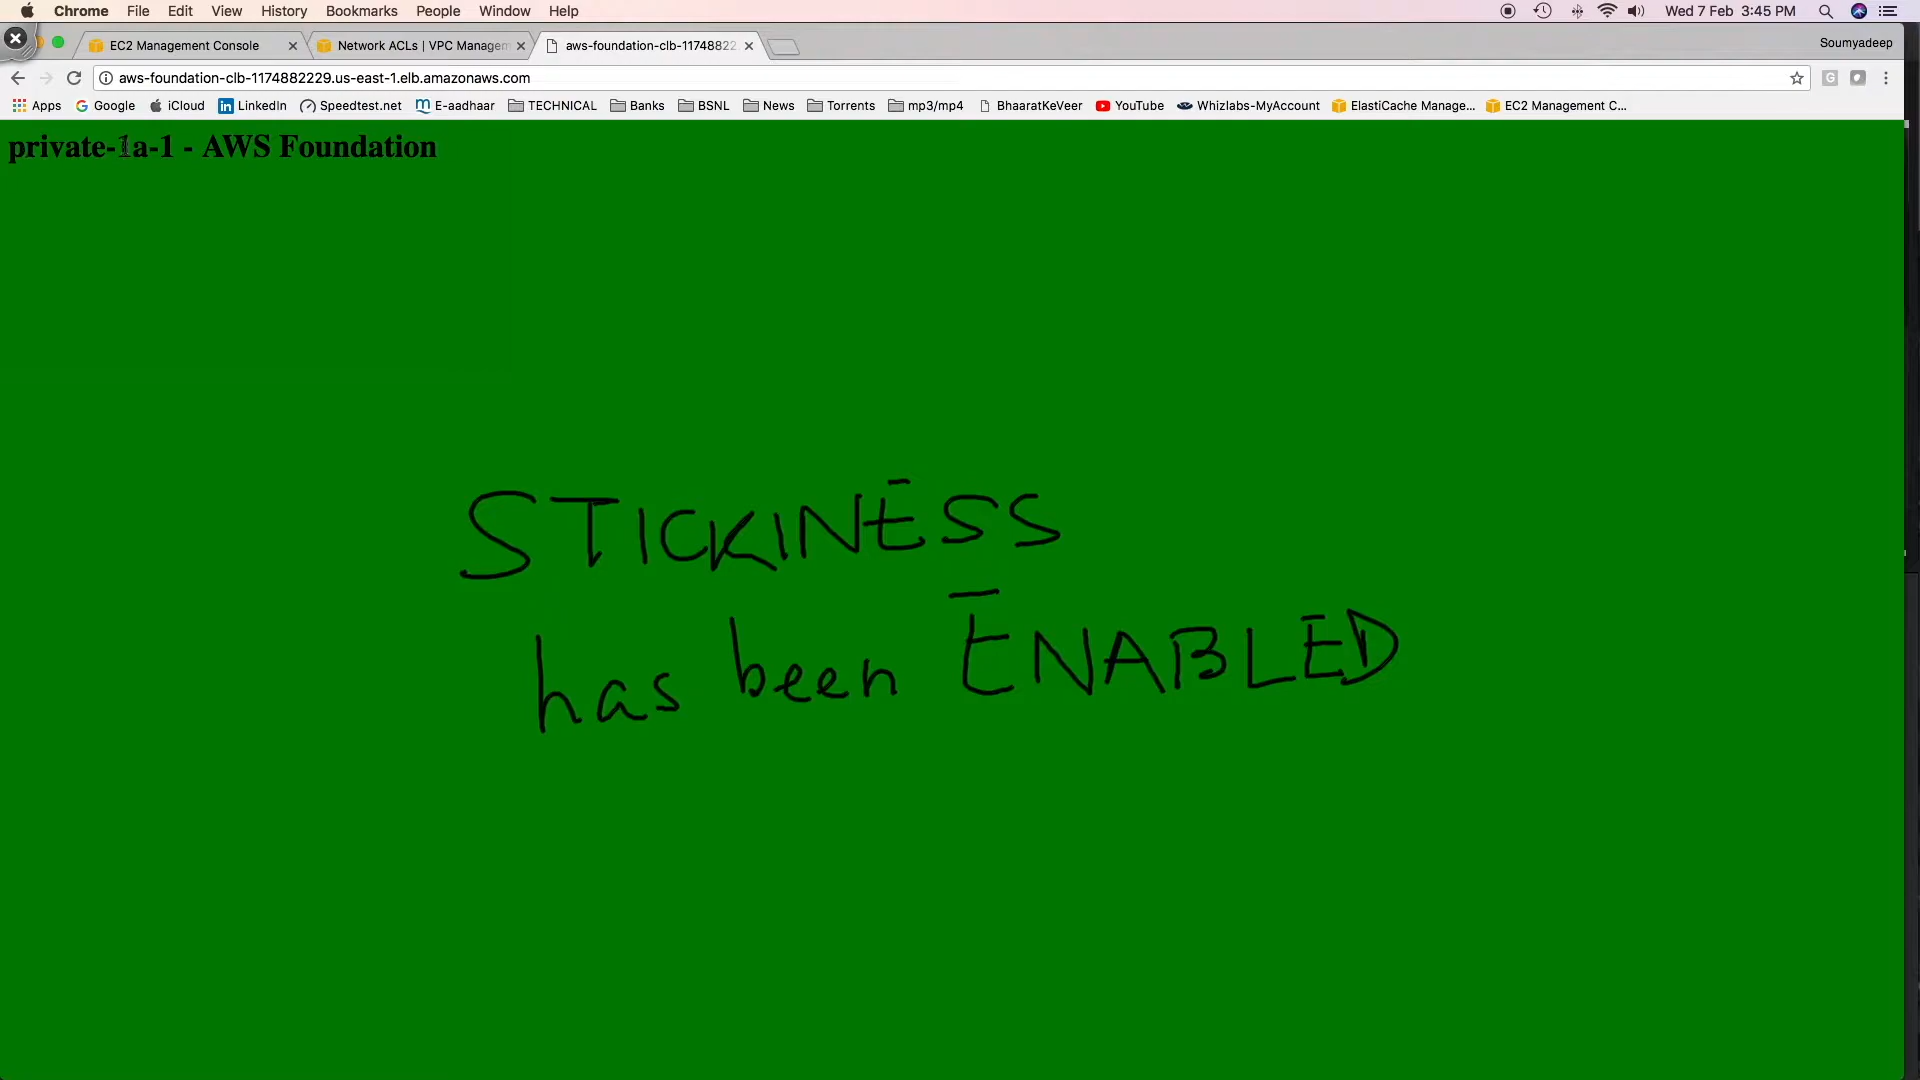 Chrome File Edit View History Bookmarks People Window Help Wed 7 Feb 3:45 PM
EC2 Management Console Network ACLs | VPC Managem aws-foundation-clb-11748822 Soumyadeep
aws-foundation-clb-1174882229.us-east-1.elb.amazonaws.com
Apps Google iCloud LinkedIn Speedtest.net E-aadhaar TECHNICAL Banks BSNL News Torrents mp3/mp4 BhaaratKeVeer YouTube Whizlabs-MyAccount ElastiCache Manage... EC2 Management C...
private-1a-1 - AWS Foundation
STICKINESS
has been ENABLED